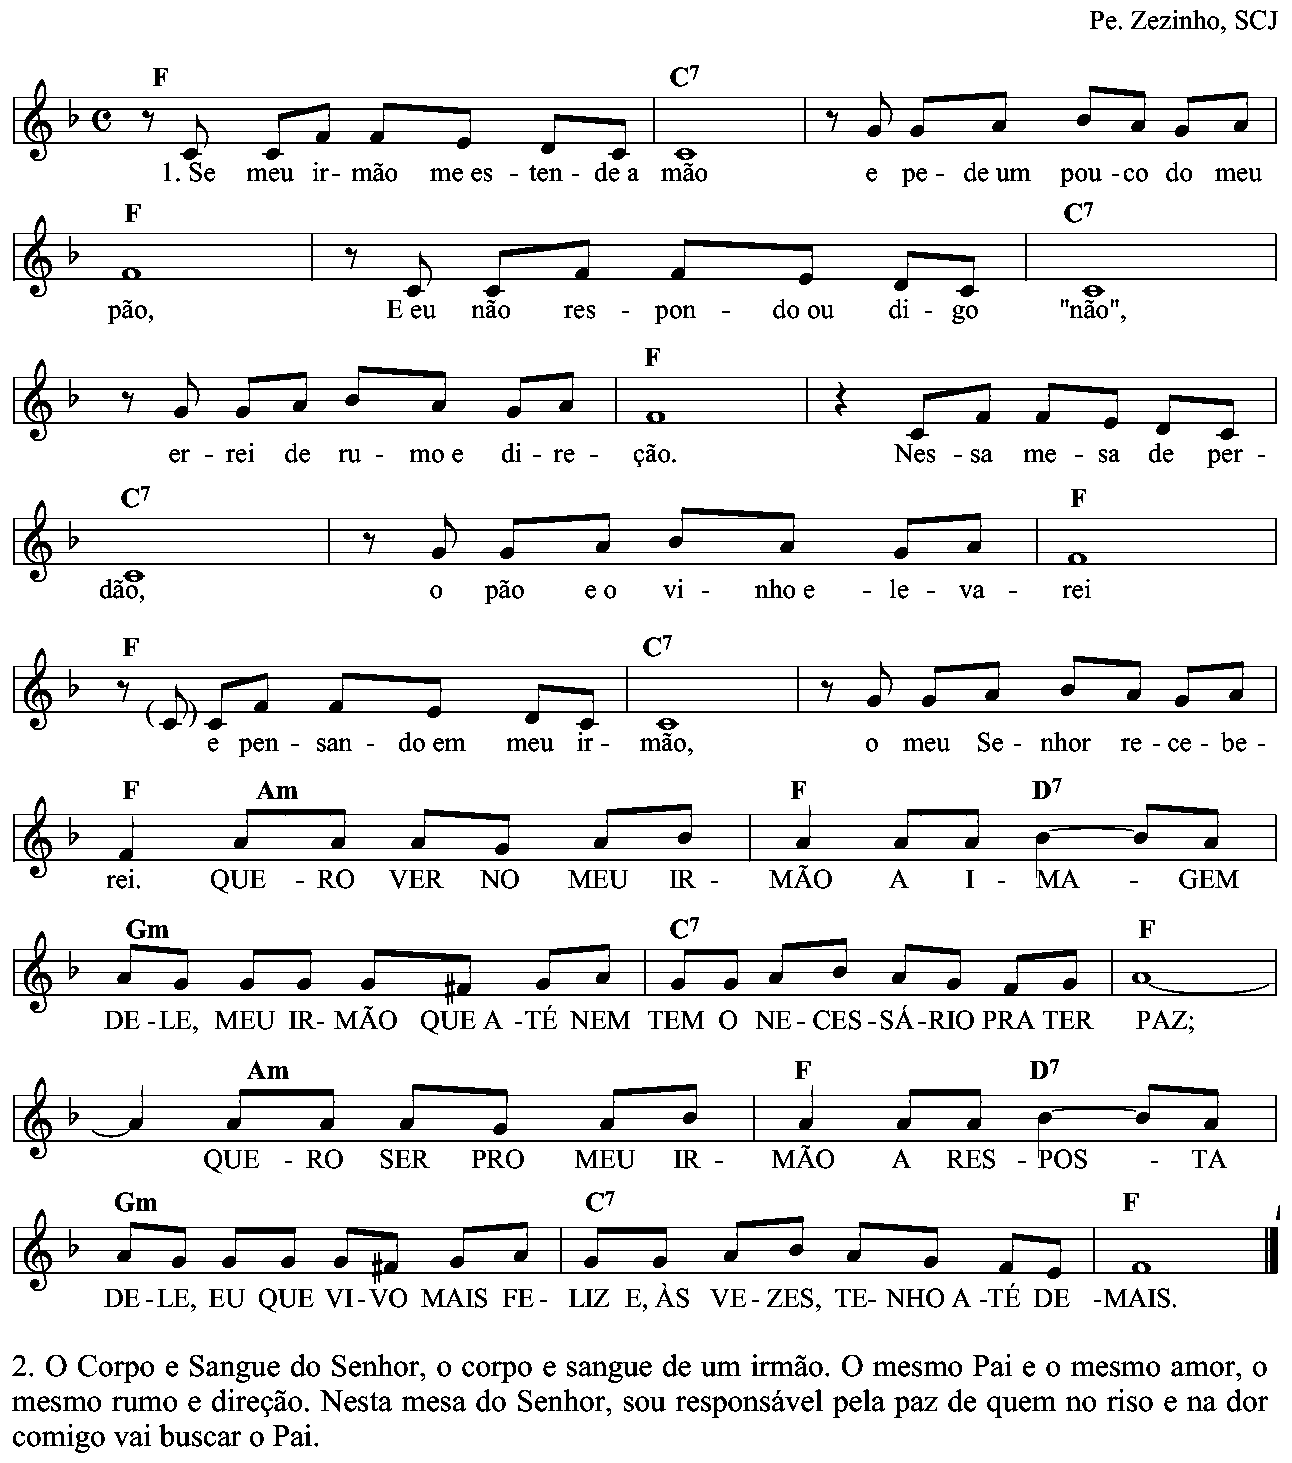 Pe. Zezinho, SCJ
F C7
1. Se meu ir- mão me es - ten - de a mão e pe - de um pou - co do meu
F C7
pão, E eu não res - pon - do ou di - go "não",
F
er - rei de ru - mo e di - re - ção. Nes - sa me - sa de per -
C7 F
dão, o pão e o vi - nho e - le - va - rei
F C7
e pen - san - do em meu ir - mão, o meu Se - nhor re - ce - be -
F Am F D7
rei. QUE - RO VER NO MEU IR - MÃO A I - MA - GEM
Gm C7 F
DE - LE, MEU IR- MÃO QUE A - TÉ NEM TEM O NE - CES - SÁ - RIO PRA TER PAZ;
Am F D7
QUE - RO SER PRO MEU IR - MÃO A RES - POS - TA
Gm C7 F
DE - LE, EU QUE VI - VO MAIS FE - LIZ E, ÀS VE - ZES, TE- NHO A - TÉ DE -MAIS.
2. O Corpo e Sangue do Senhor, o corpo e sangue de um irmão. O mesmo Pai e o mesmo amor, o
mesmo rumo e direção. Nesta mesa do Senhor, sou responsável pela paz de quem no riso e na dor
comigo vai buscar o Pai.